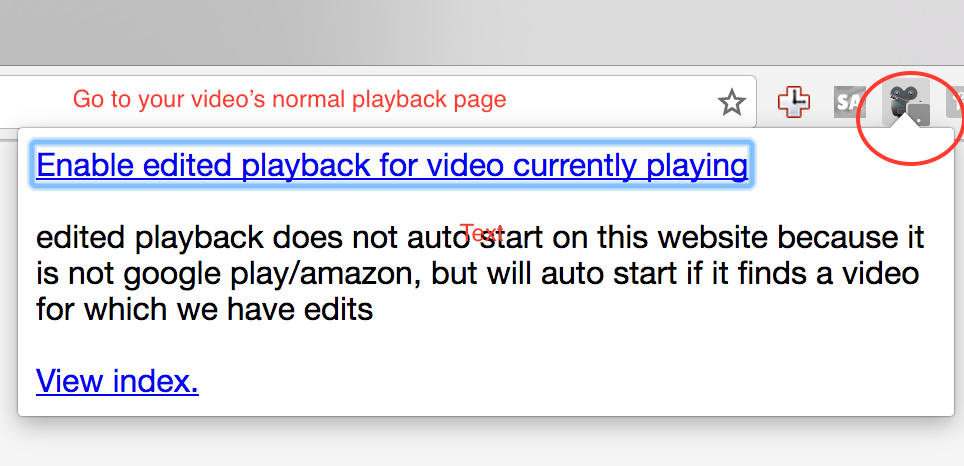 Go to your video's normal playback page
SA
Enable edited playback for video currently playing
edited playback does not auto start on this website because it
Text
is not google play/amazon, but will auto start if it finds a video
for which we have edits
View index.